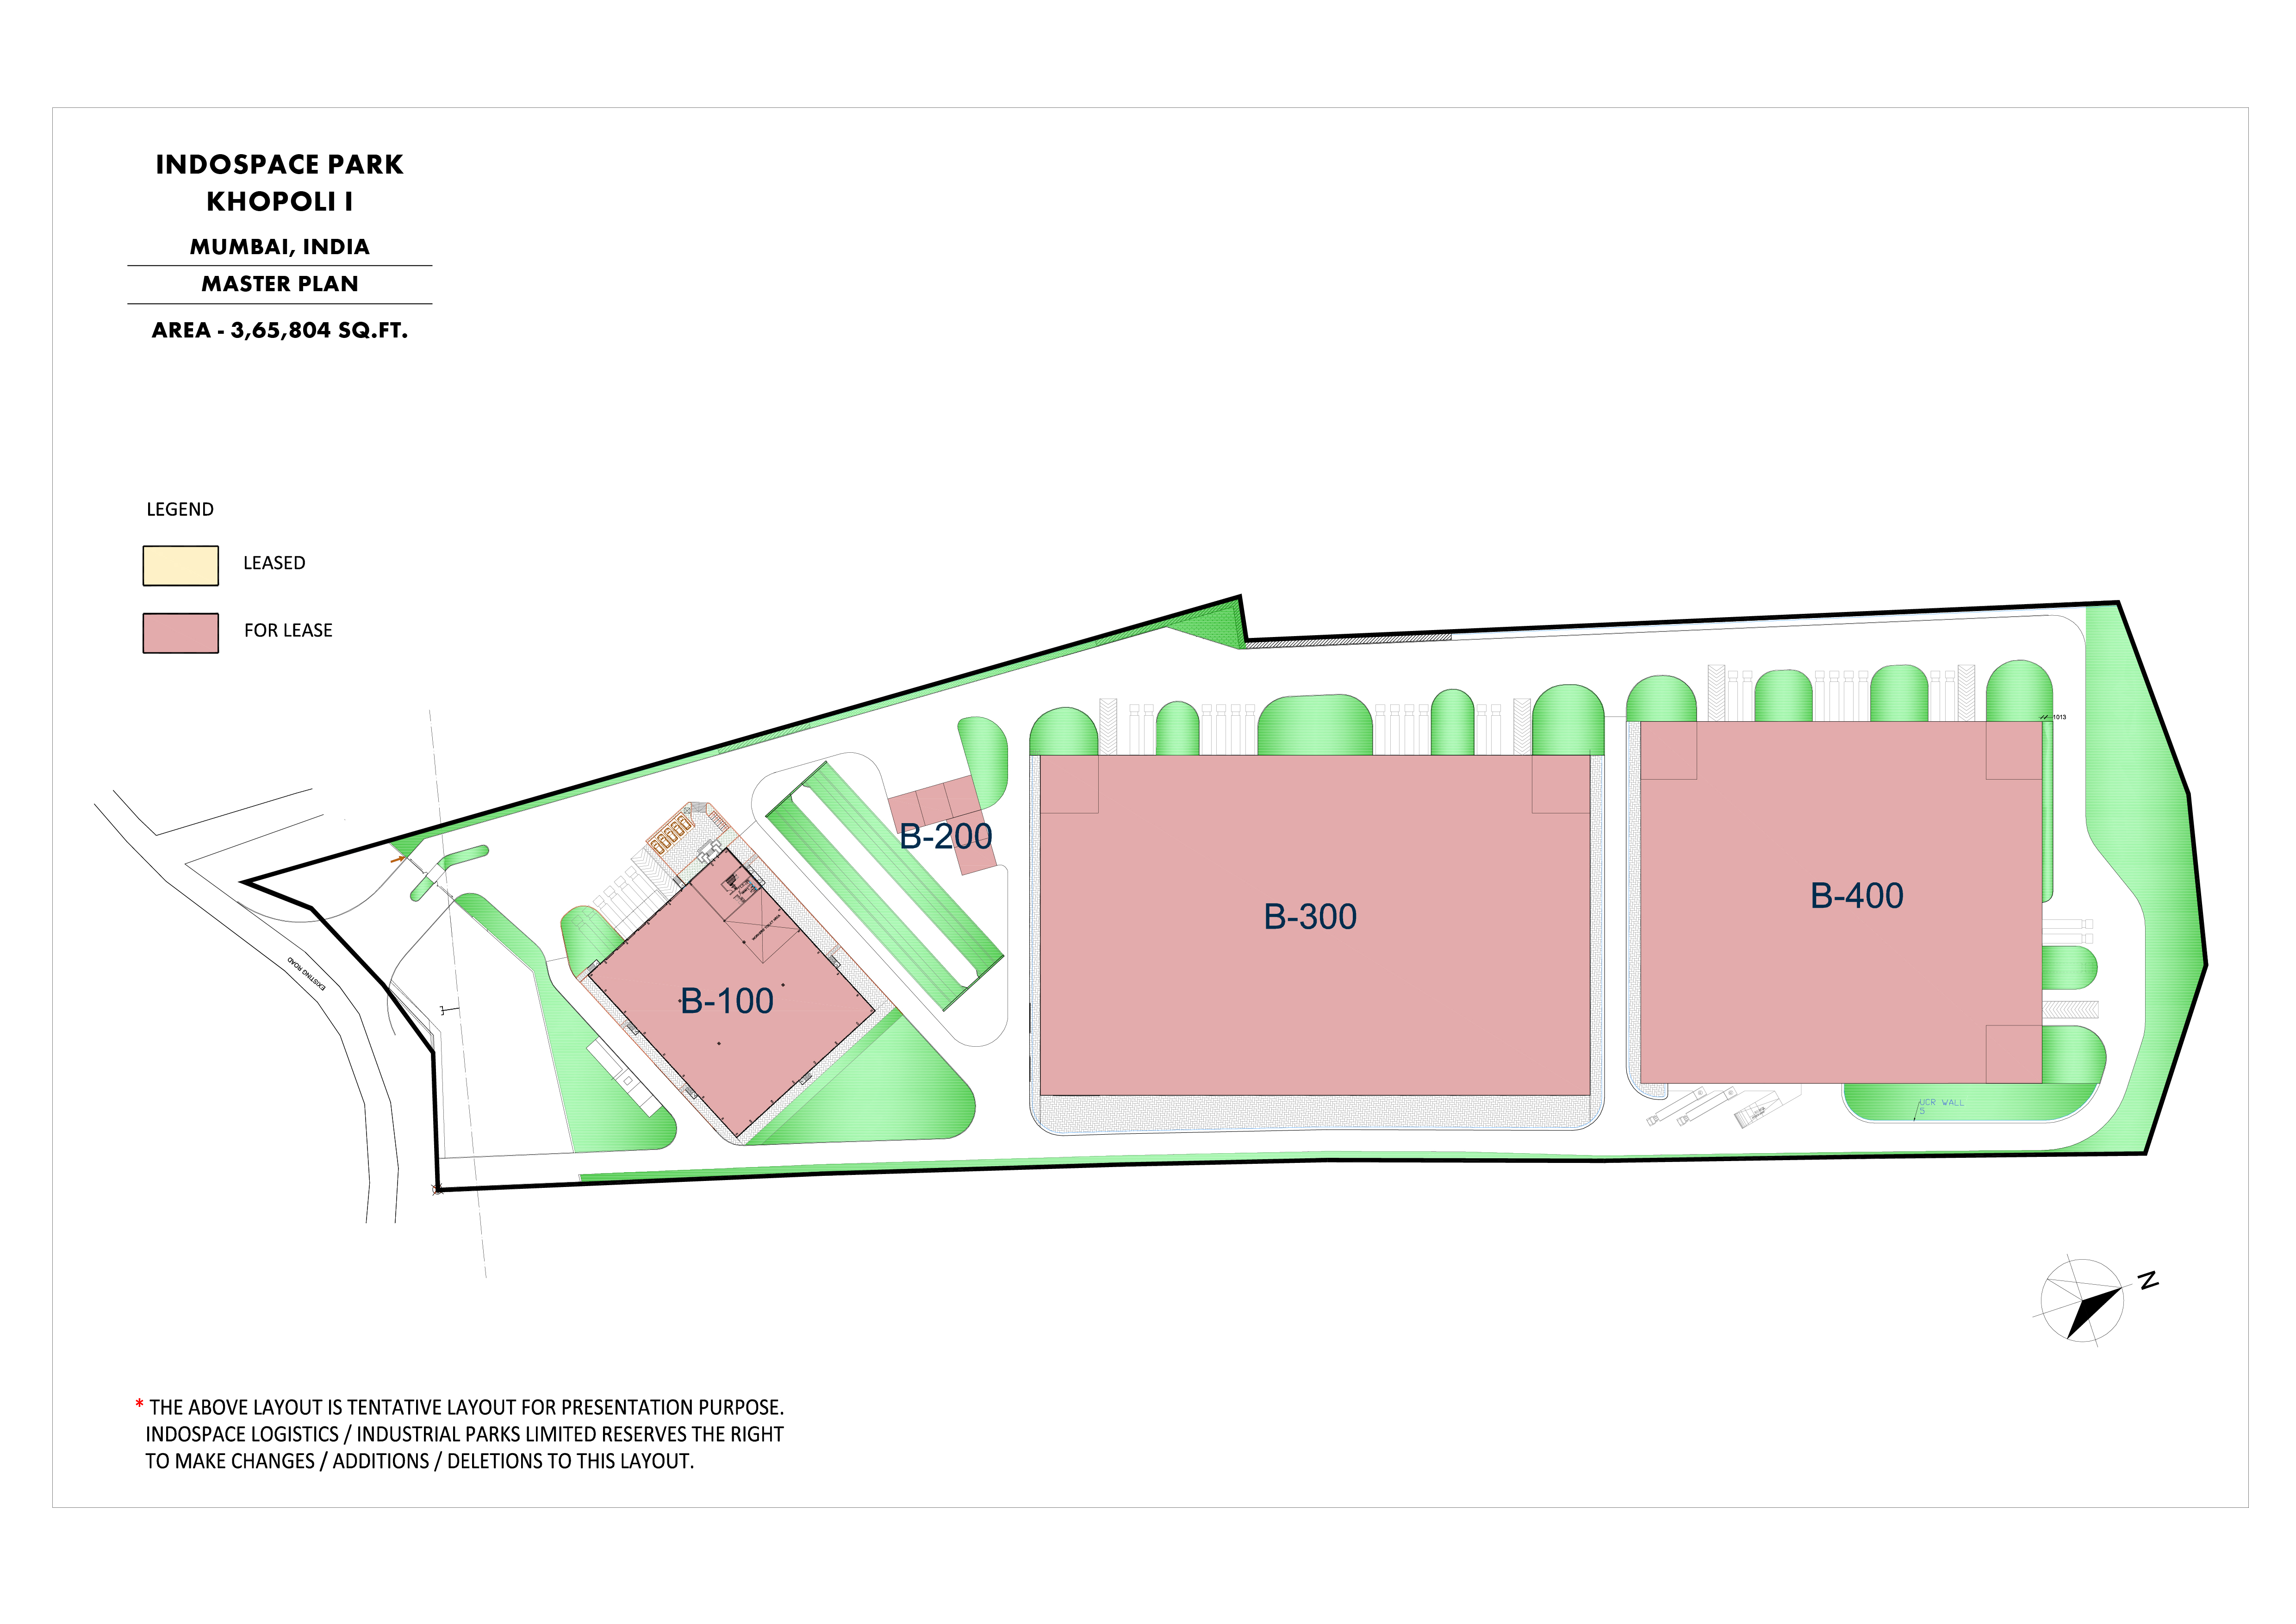 INDOSPACE PARK
KHOPOLI I
MUMBAI, INDIA
MASTER PLAN
AREA - 3,65,804 SQ.FT.
LEGEND
LEASED
FOR LEASE
1013
B-200
B-400
B-300
EXISTING ROAD
B-100
UCR WALL
S
N
* THE ABOVE LAYOUT IS TENTATIVE LAYOUT FOR PRESENTATION PURPOSE.
INDOSPACE LOGISTICS / INDUSTRIAL PARKS LIMITED RESERVES THE RIGHT
TO MAKE CHANGES / ADDITIONS / DELETIONS TO THIS LAYOUT.